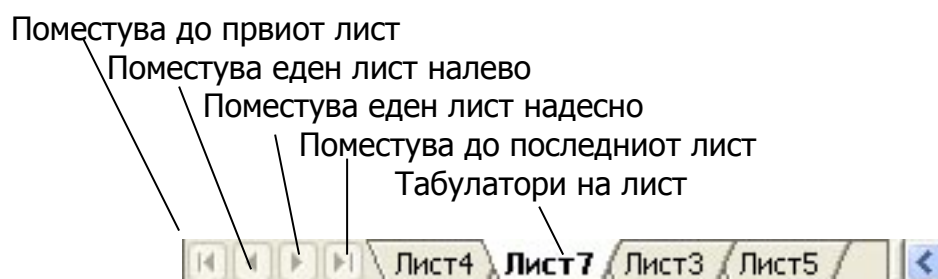 Поместува до првиот лист
Поместува еден лист налево
Поместува еден лист надесно
Поместува до последниот лист
Табулатори на лист
Лист4 Лист7 Лист3 Лист5